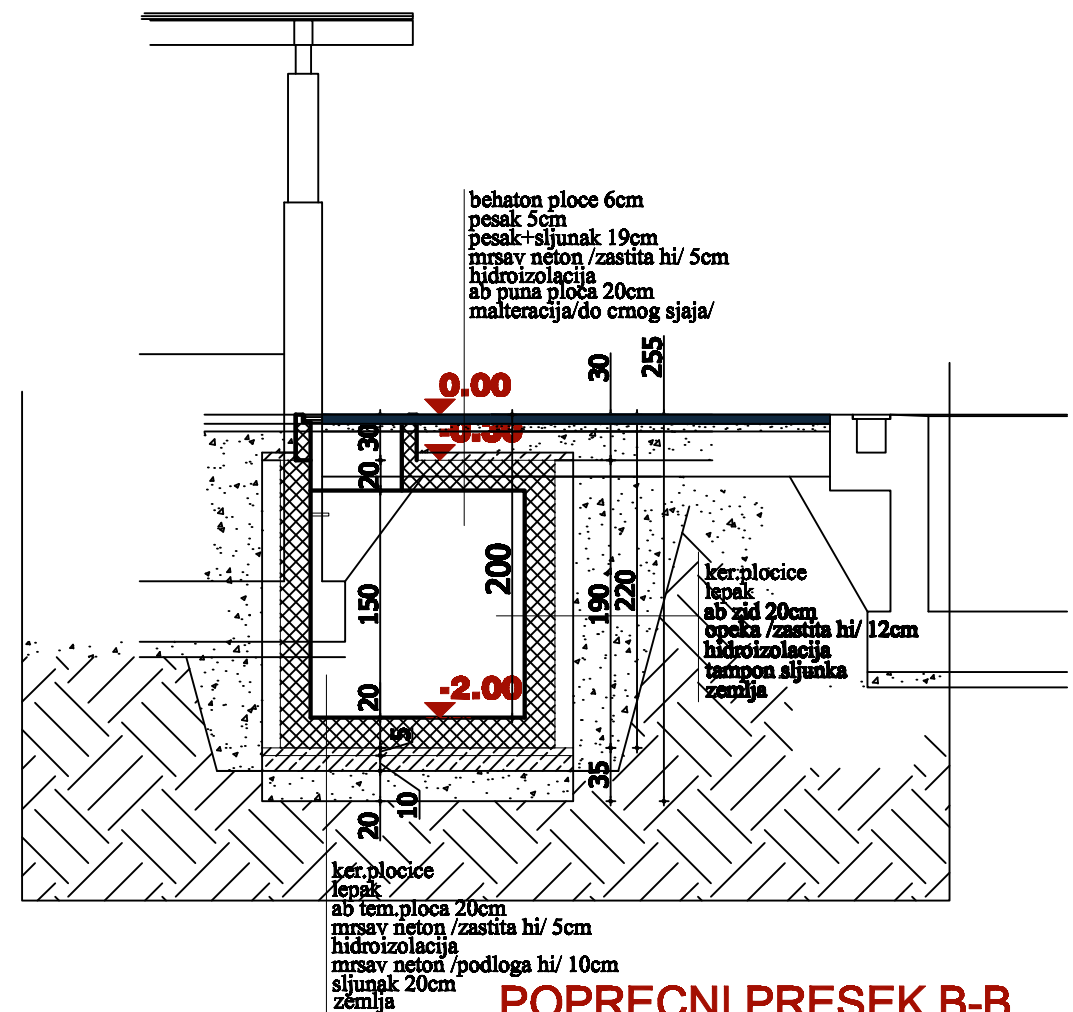 behaton ploce 6cm
pesak 5cm
pesak+sljunak 19cm
mrsav neton /zastita hi/ 5cm
hidroizolacija
ab puna ploca 20cm
malteracija/do crnog sjaja/
30
255
0.00
-0.30
30
20
150
200
190
220
ker.plocice
lepak
ab zid 20cm
opeka /zastita hi/ 12cm
hidroizolacija
tampon sljunka
zemlja
-2.00
20
5
35
10
20
ker.plocice
lepak
ab tem.ploca 20cm
mrsav neton /zastita hi/ 5cm
hidroizolacija
mrsav neton /podloga hi/ 10cm
sljunak 20cm
zemlja
POPRECNI PRESEK B-B